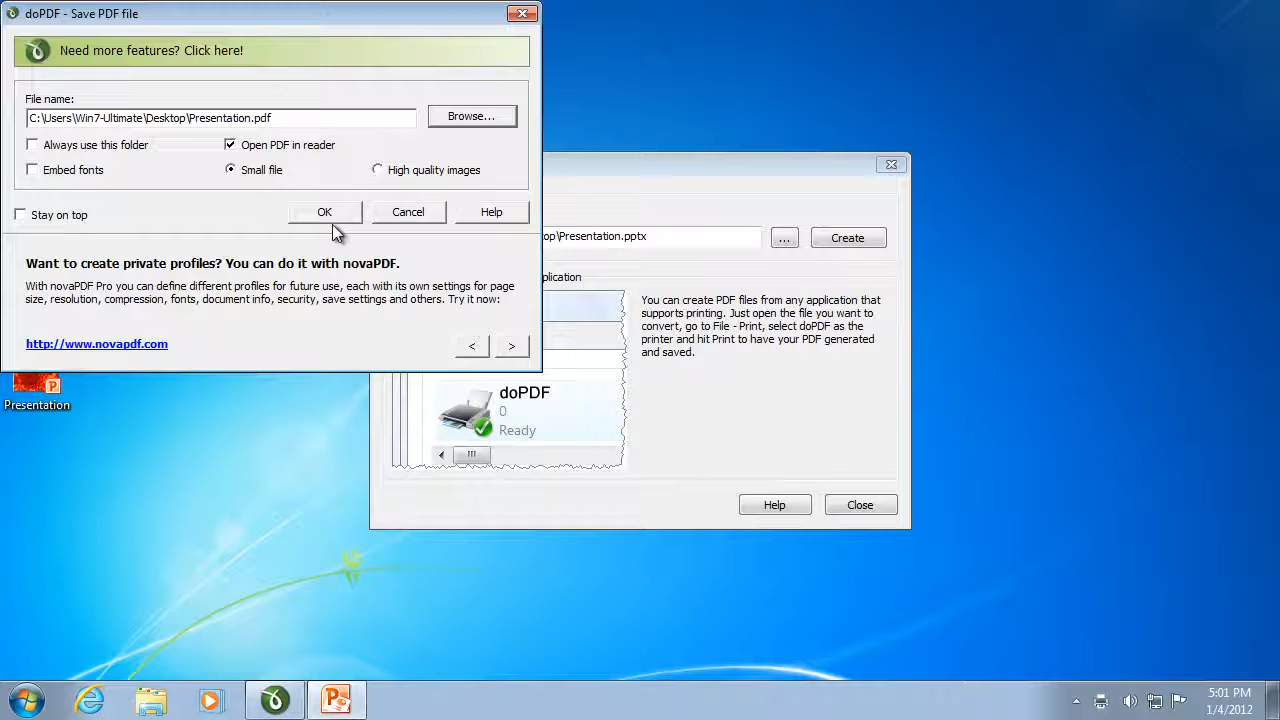 doPDF - Save PDF file
Need more features? Click here!
File name:
C:\Users\Win7-Ultimate\Desktop\Presentation.pdf
Browse...
Always use this folder
Open PDF in reader
Embed fonts
Small file
High quality images
Stay on top
OK
Cancel
Help
Want to create private profiles? You can do it with novaPDF.
With novaPDF Pro you can define different profiles for future use, each with its own settings for page
size, resolution, compression, fonts, document info, security, save settings and others. Try it now:
http://www.novapdf.com
<
>
op\Presentation.pptx
...
Create
plication
You can create PDF files from any application that
supports printing. Just open the file you want to
convert, go to File - Print, select doPDF as the
printer and hit Print to have your PDF generated
and saved.
doPDF
0
Ready
Help
Close
Presentation
5:01 PM
1/4/2012